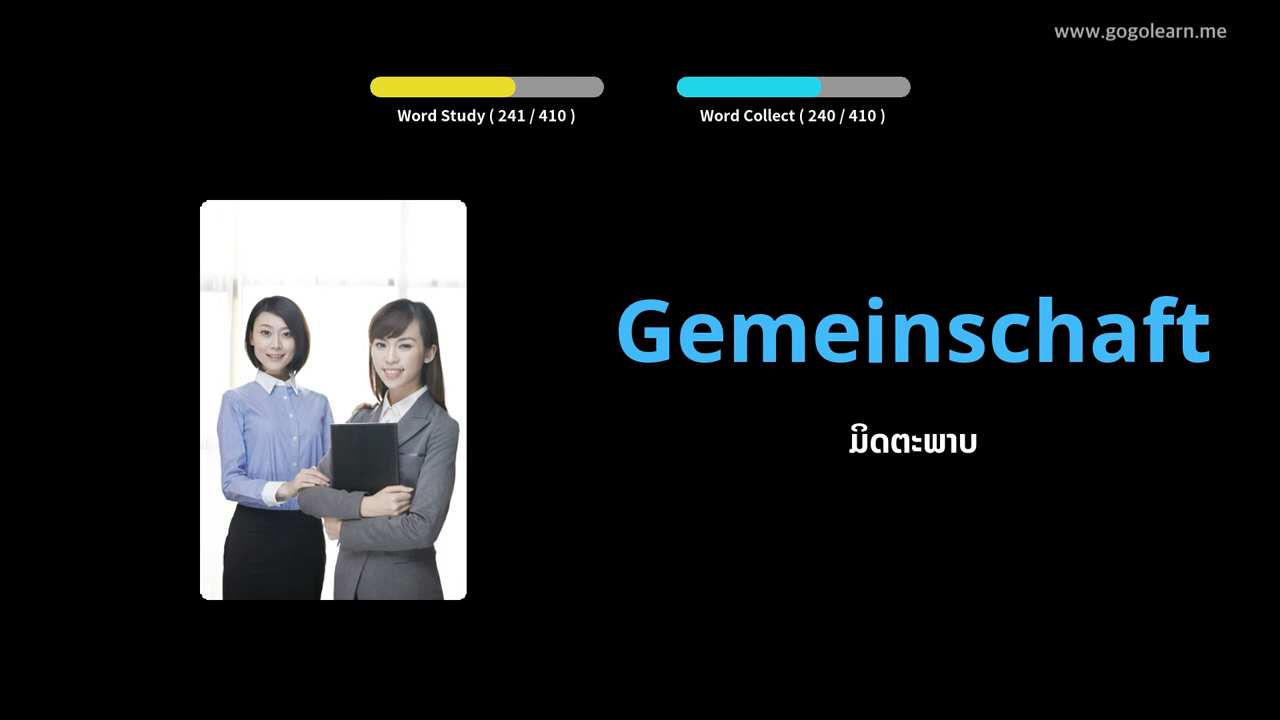 www.gogolearn.me
Word Study ( 241 / 410 )
Word Collect ( 240 / 410 )
Gemeinschaft
ມິດຕະພາບ